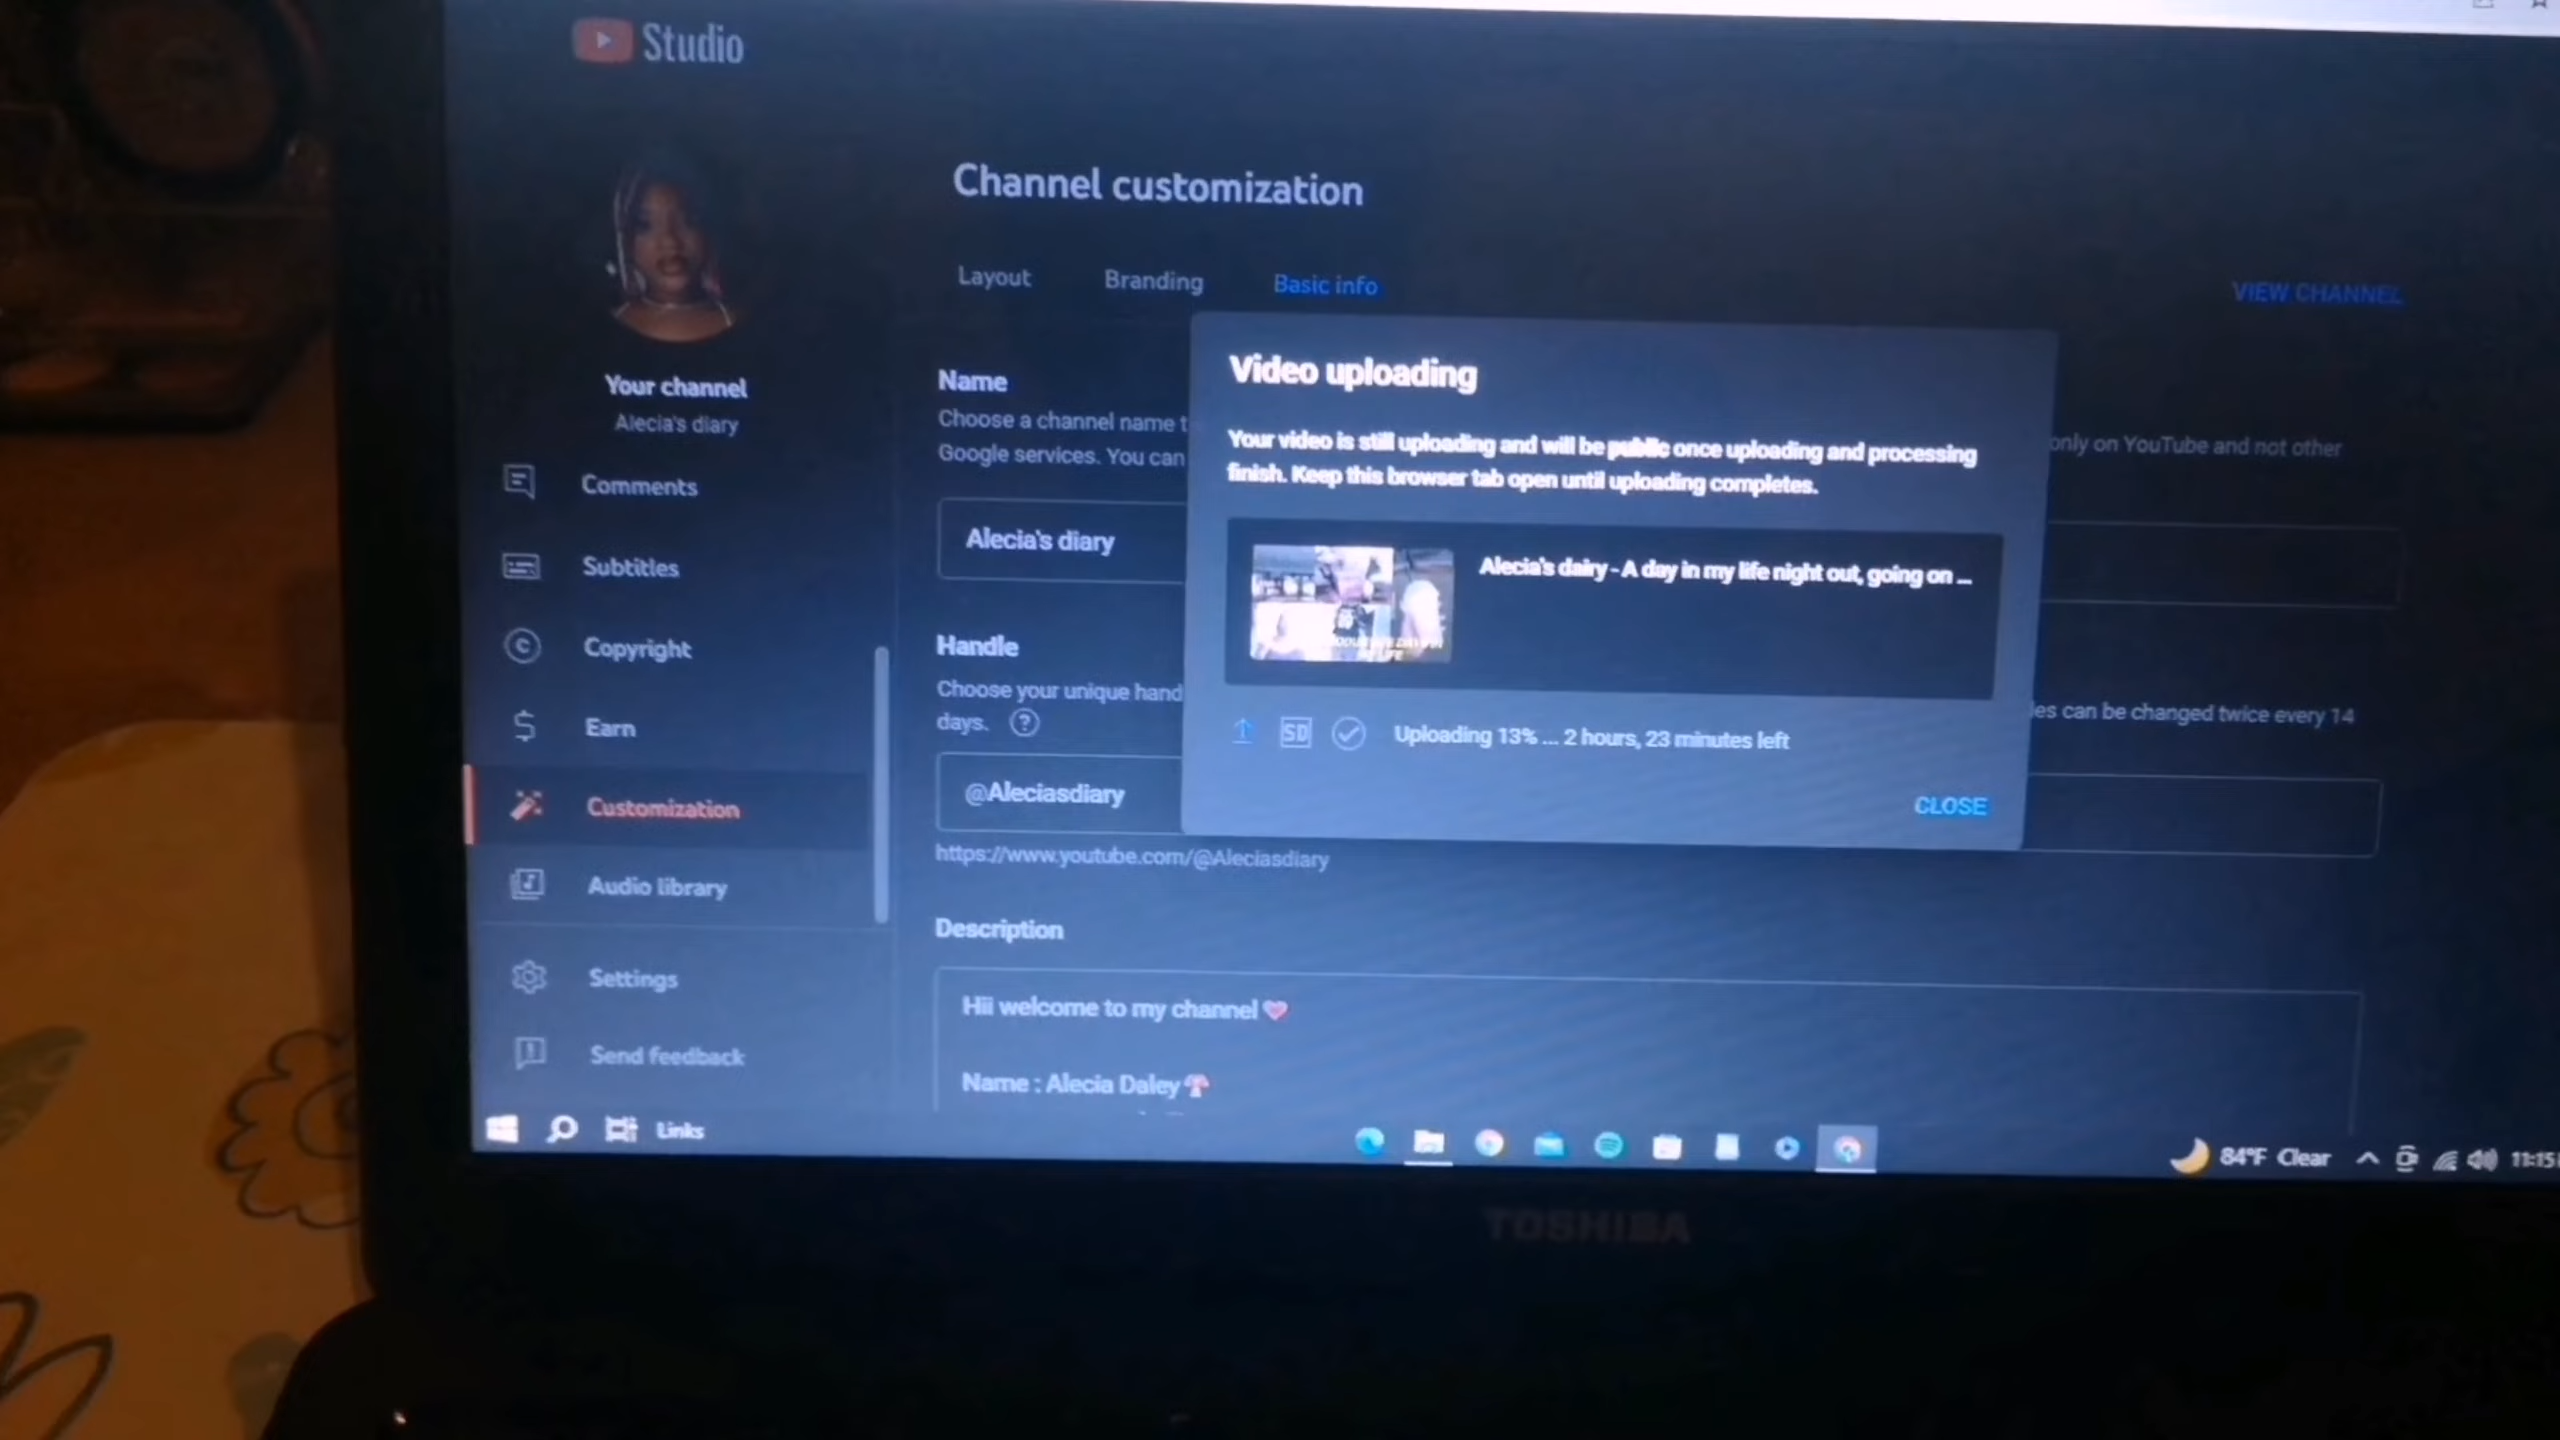 Studio
Channel customization
Layout Branding Basic info
VIEW CHANNEL
Your channel
Alecia's diary
Comments
Subtitles
Copyright
Earn
Customization
Audio library
Settings
Send feedback
Name
Choose a channel name t
only on YouTube and not other
Google services. You can
Alecia's diary
Handle
Choose your unique hand
les can be changed twice every 14
days.
@Aleciasdiary
https://www.youtube.com/@Aleciasdiary
Description
Hii welcome to my channel 💖
Name : Alecia Daley
Video uploading
Your video is still uploading and will be public once uploading and processing
finish. Keep this browser tab open until uploading completes.
Alecia's dairy - A day in my life night out, going on ...
SD
Uploading 13% ... 2 hours, 23 minutes left
CLOSE
Links
84°F Clear
11:15
TOSHIBA